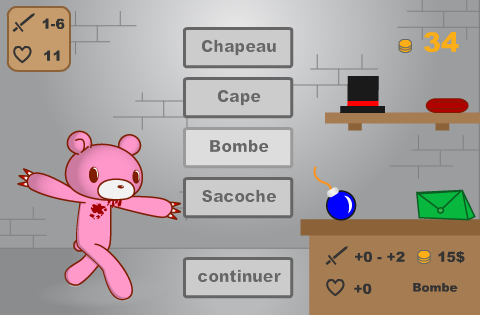 1-6
11
34
Chapeau
Cape
Bombe
Sacoche
continuer
+0 - +2 15$
+0 Bombe